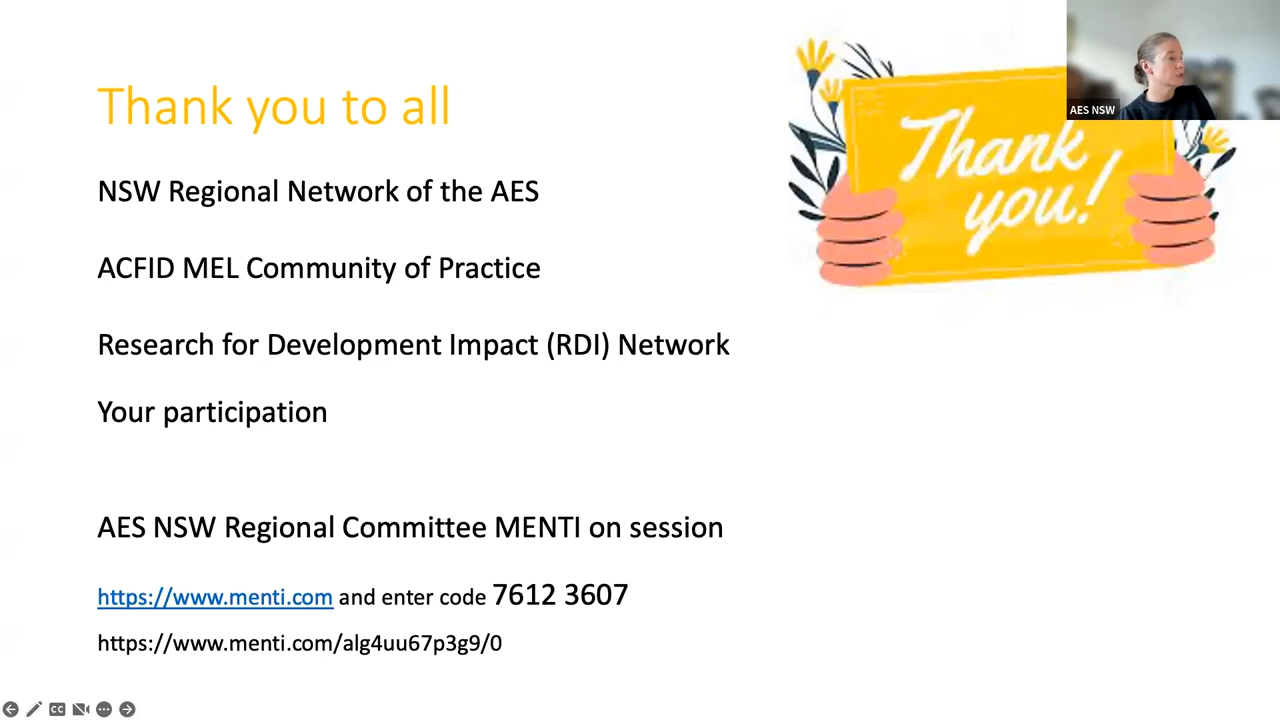 Thank you to all
NSW Regional Network of the AES
ACFID MEL Community of Practice
Research for Development Impact (RDI) Network
Your participation
AES NSW Regional Committee MENTI on session
https://www.menti.com and enter code 7612 3607
https://www.menti.com/alg4uu67p3g9/0
Thank
you!
AES NSW
CC